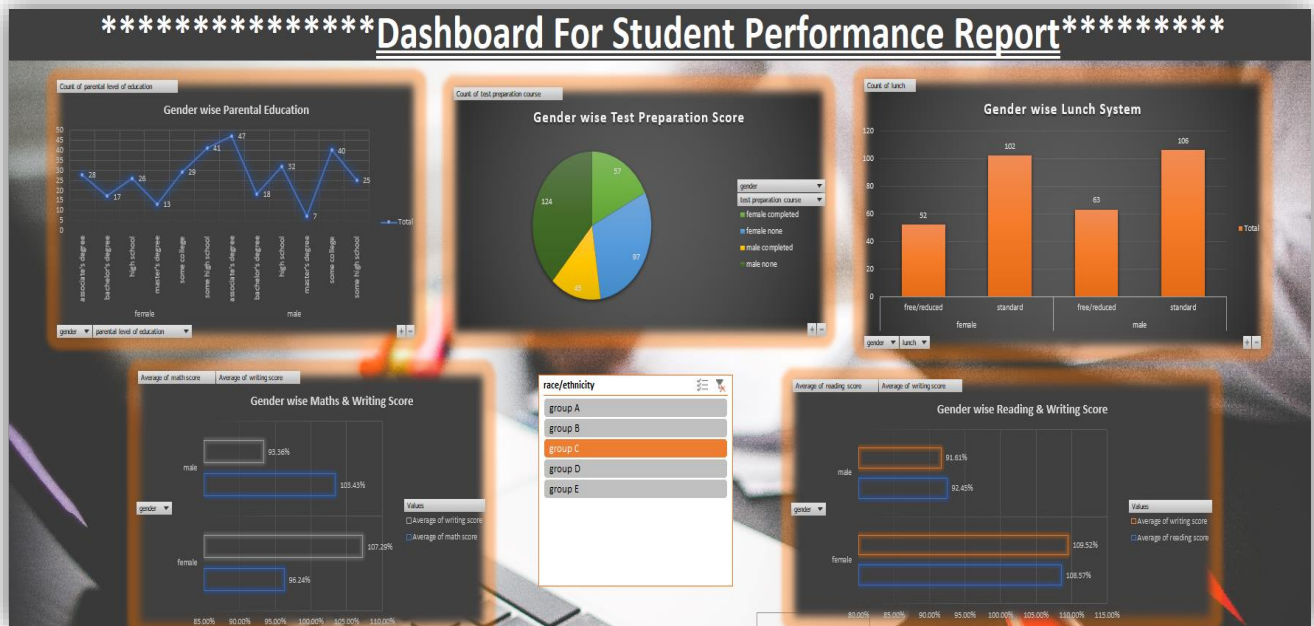 ***************Dashboard For Student Performance Report*********
Count of parental level of education
Gender wise Parental Education
50
45
40
35
30
25
20
15
10
5
0
28
17
26
13
29
41
47
18
32
7
40
25
Total
associate's degree
bachelor's degree
high school
master's degree
some college
some high school
associate's degree
bachelor's degree
high school
master's degree
some college
some high school
female
male
gender
parental level of education
+ -
Count of test preparation course
Gender wise Test Preparation Score
57
97
45
124
gender
test preparation course
female completed
female none
male completed
male none
+ -
Count of lunch
Gender wise Lunch System
120
100
80
60
40
20
0
52
102
63
106
Total
free/reduced
standard
free/reduced
standard
female
male
gender
lunch
+ -
Average of math score
Average of writing score
Gender wise Maths & Writing Score
male
93.36%
103.43%
female
107.29%
96.24%
gender
Values
Average of writing score
Average of math score
85.00% 90.00% 95.00% 100.00% 105.00% 110.00%
race/ethnicity
group A
group B
group C
group D
group E
Average of reading score
Average of writing score
Gender wise Reading & Writing Score
male
91.61%
92.45%
female
109.52%
108.57%
gender
Values
Average of writing score
Average of reading score
80.00% 85.00% 90.00% 95.00% 100.00% 105.00% 110.00% 115.00%